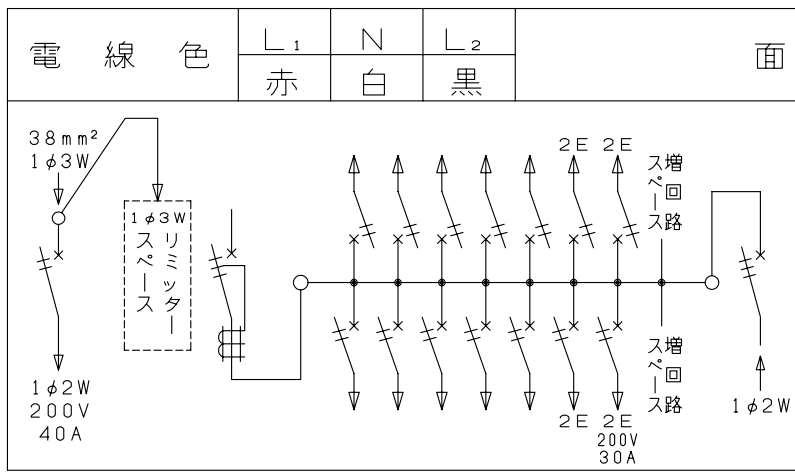 電線色 L₁ N L₂ 面
赤 白 黒
38mm²
1φ3W
1φ3W
リミッター
スペース
1φ2W
200V
40A
2E 2E
増回路
スペース
増回路
スペース
2E 2E
200V
30A
1φ2W